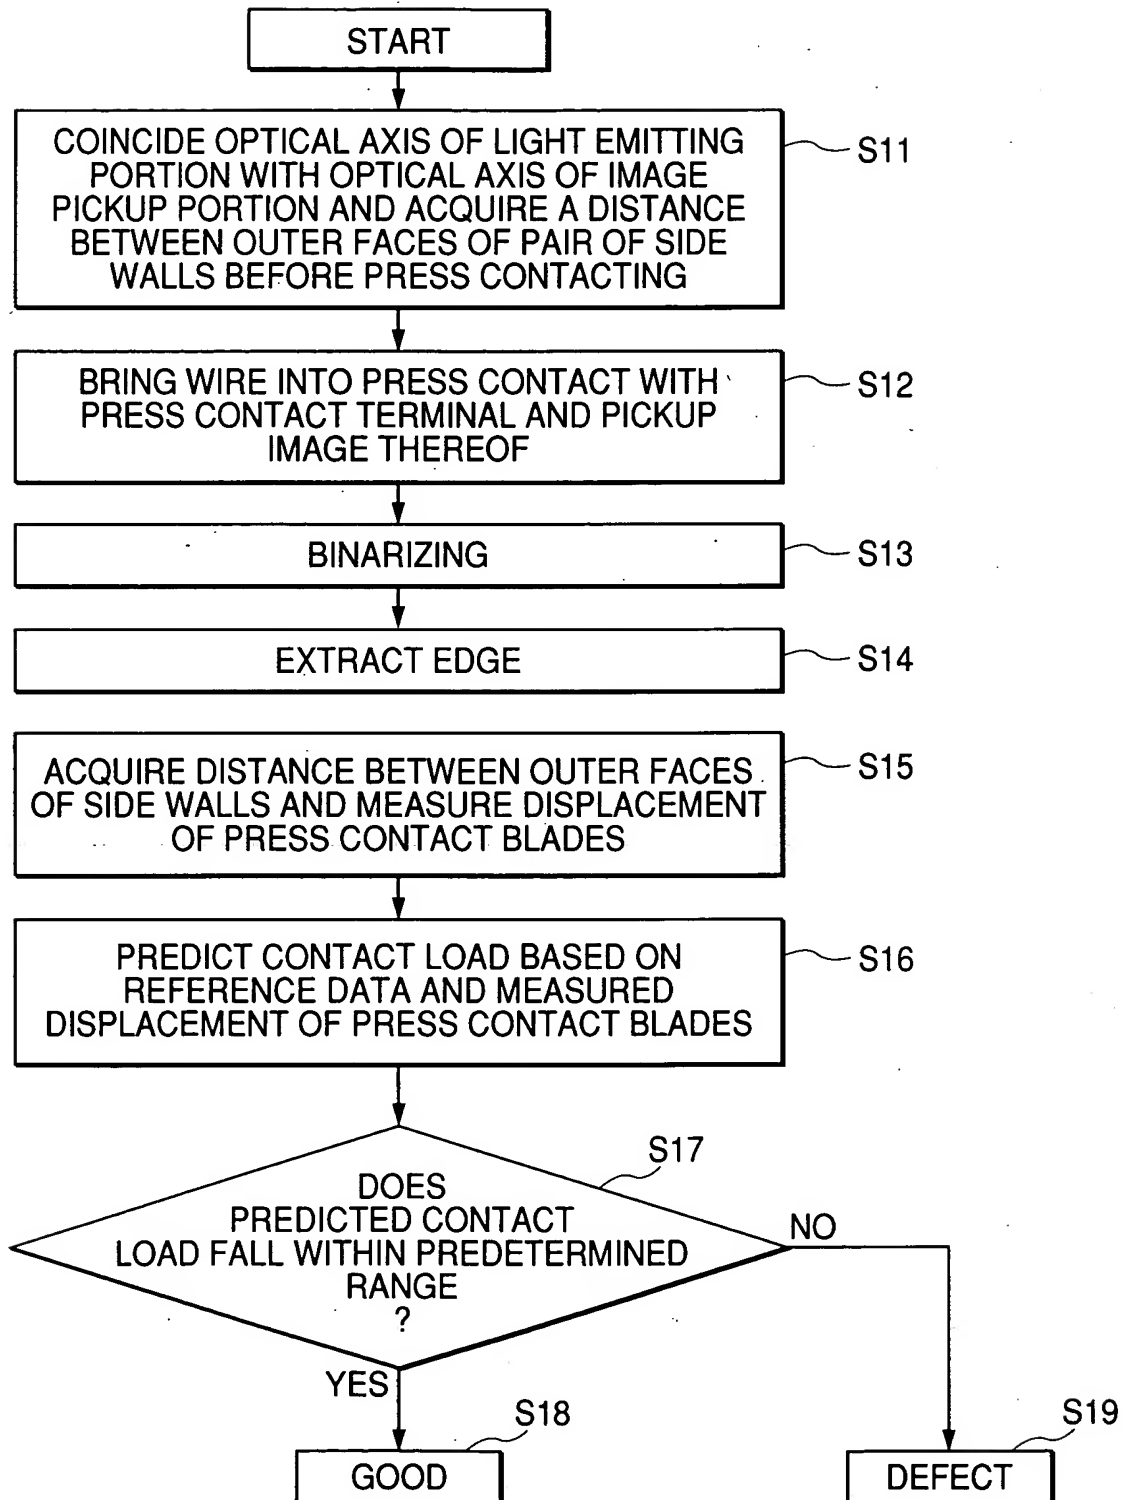 START
COINCIDE OPTICAL AXIS OF LIGHT EMITTING
PORTION WITH OPTICAL AXIS OF IMAGE
PICKUP PORTION AND ACQUIRE A DISTANCE
BETWEEN OUTER FACES OF PAIR OF SIDE
WALLS BEFORE PRESS CONTACTING
S11
BRING WIRE INTO PRESS CONTACT WITH
PRESS CONTACT TERMINAL AND PICKUP
IMAGE THEREOF
S12
BINARIZING
S13
EXTRACT EDGE
S14
ACQUIRE DISTANCE BETWEEN OUTER FACES
OF SIDE WALLS AND MEASURE DISPLACEMENT
OF PRESS CONTACT BLADES
S15
PREDICT CONTACT LOAD BASED ON
REFERENCE DATA AND MEASURED
DISPLACEMENT OF PRESS CONTACT BLADES
S16
S17
DOES
PREDICTED CONTACT
LOAD FALL WITHIN PREDETERMINED
RANGE
?
NO
YES
S18
GOOD
S19
DEFECT